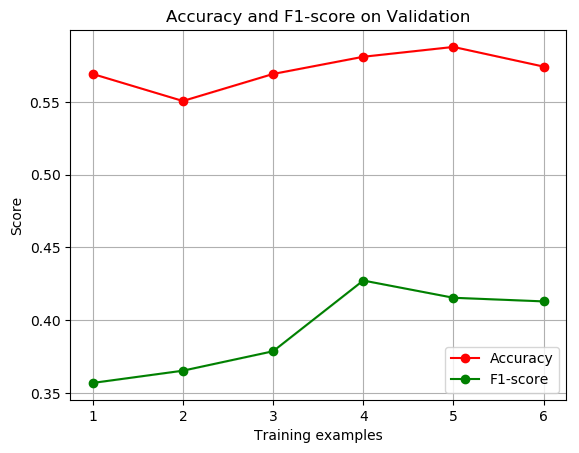 Accuracy and F1-score on Validation
Score
0.55
0.50
0.45
0.40
0.35
Accuracy
F1-score
1 2 3 4 5 6
Training examples